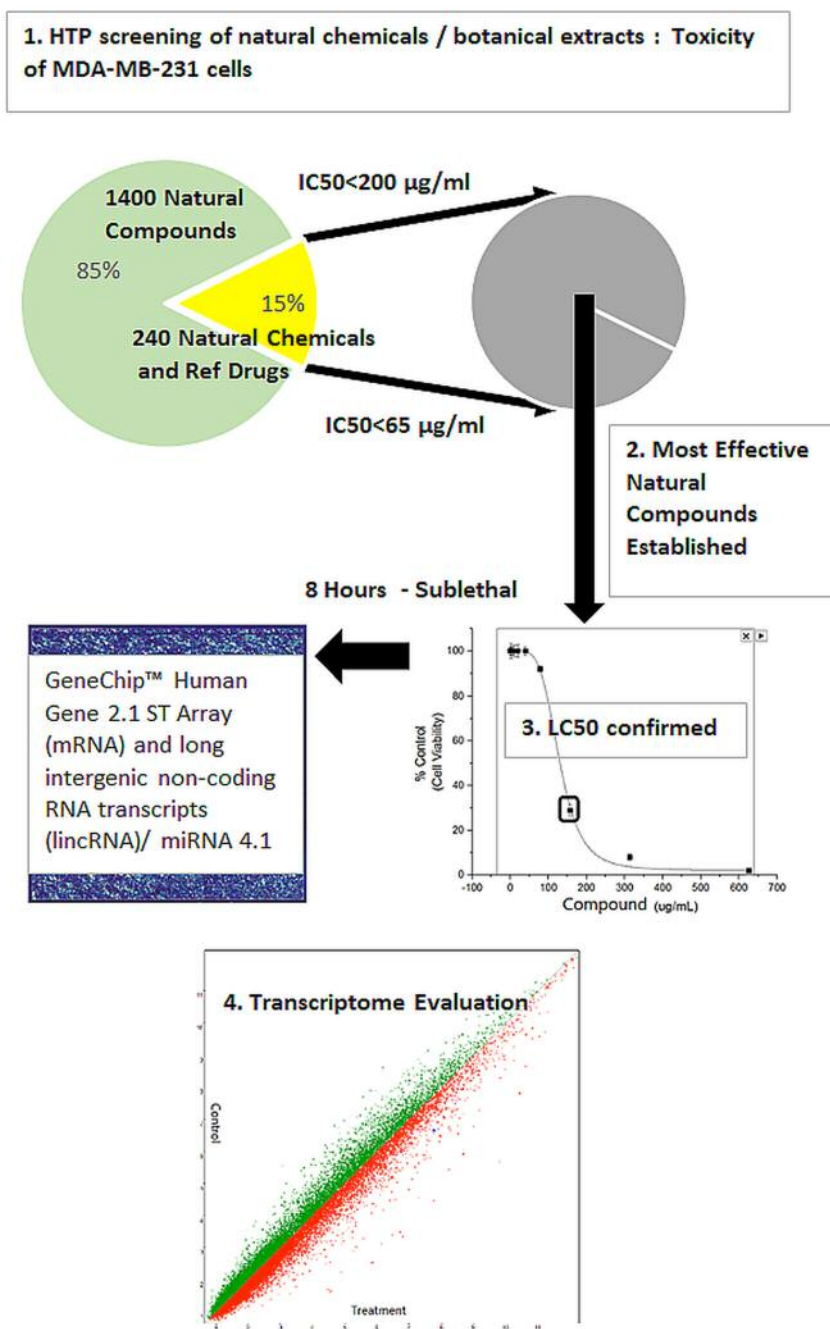 1. HTP screening of natural chemicals / botanical extracts : Toxicity
of MDA-MB-231 cells
IC50<200 µg/ml
1400 Natural
Compounds
85%
15%
240 Natural Chemicals
and Ref Drugs
IC50<65 µg/ml
2. Most Effective
Natural
Compounds
Established
8 Hours - Sublethal
GeneChip™ Human
Gene 2.1 ST Array
(mRNA) and long
intergenic non-coding
RNA transcripts
(lincRNA)/ miRNA 4.1
3. LC50 confirmed
% Control
(Cell Viability)
100
80
60
40
20
0
-100 0 100 200 300 400 500 600 700
Compound (ug/mL)
4. Transcriptome Evaluation
Control
Treatment